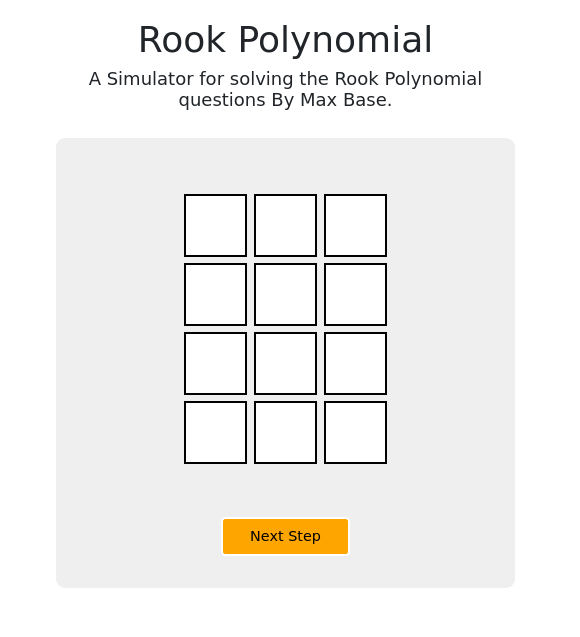 Rook Polynomial
A Simulator for solving the Rook Polynomial
questions By Max Base.
Next Step